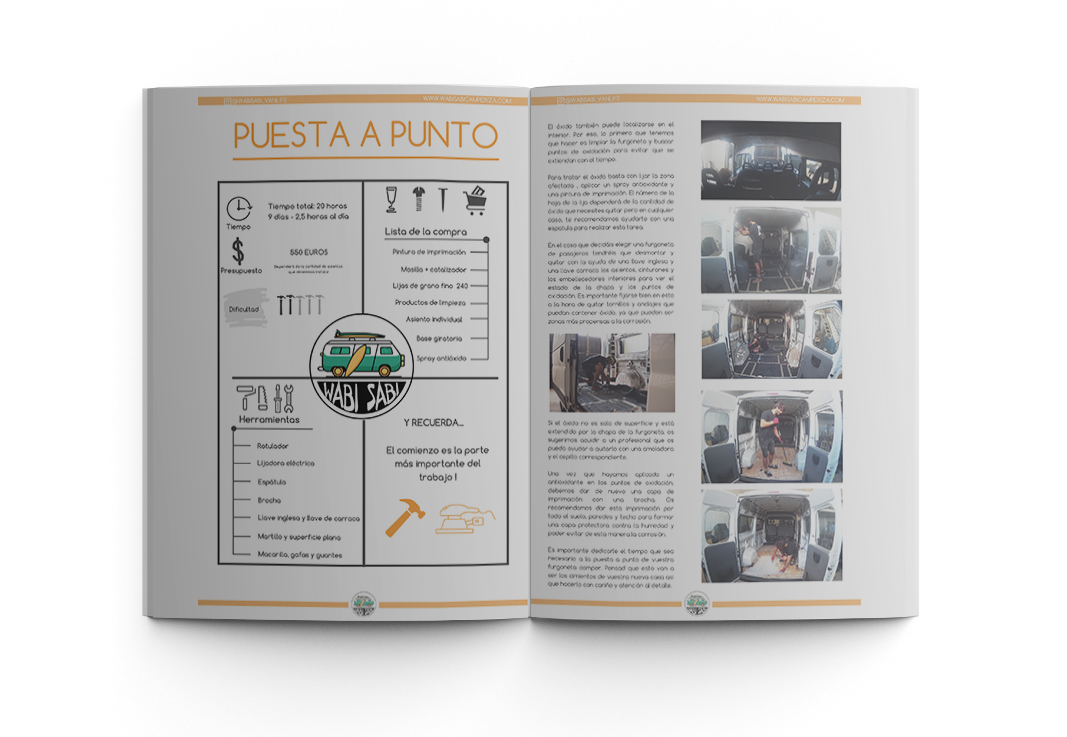 @WABISABI_VANLIFE
WWW.WABISABICAMPERIZA.COM
PUESTA A PUNTO
Tiempo
Tiempo total: 20 horas
9 días - 2,5 horas al día
Presupuesto
550 EUROS
Dependerá de la cantidad de asientos
que decidamos instalar
Dificultad
Lista de la compra
Pintura de imprimación
Masilla + catalizador
Lijas de grano fino 240
Productos de limpieza
Asiento individual
Base giratoria
Spray antióxido
WABI SABI
Herramientas
Rotulador
Lijadora eléctrica
Espátula
Brocha
Llave inglesa y llave de carraca
Martillo y superficie plana
Macarilla, gafas y guantes
Y RECUERDA...
El comienzo es la parte
más importante del
trabajo !
@WABISABI_VANLIFE
WWW.WABISABICAMPERIZA.COM
El óxido también puede localizarse en el
interior. Por eso, lo primero que tenemos
que hacer es limpiar la furgoneta y buscar
puntos de oxidación para evitar que se
extiendan con el tiempo.
Para tratar el óxido basta con lijar la zona
afectada , aplicar un spray antioxidante y
una pintura de imprimación. El número de la
hoja de la lija dependerá de la cantidad de
óxido que necesites quitar pero en cualquier
caso, te recomendamos ayudarte con una
espátula para realizar esta tarea.
En el caso que decidáis elegir una furgoneta
de pasajeros tendréis que desmontar y
quitar con la ayuda de una llave inglesa y
una llave carraca los asientos, cinturones y
los embellecedores interiores para ver el
estado de la chapa y los puntos de
oxidación. Es importante fijarse bien en esto
a la hora de quitar tornillos y anclajes que
puedan contener óxido, ya que pueden ser
zonas más propensas a la corrosión.
Si el óxido no es solo de superficie y está
extendido por la chapa de la furgoneta, os
sugerimos acudir a un profesional que os
pueda ayudar a quitarlo con una amoladora
y el cepillo correspondiente.
Una vez que hayamos aplicado un
antioxidante en los puntos de oxidación,
debemos dar de nuevo una capa de
imprimación con una brocha. Os
recomendamos dar esta imprimación por
todo el suelo, paredes y techo para formar
una capa protectora contra la humedad y
poder evitar de esta manera la corrosión.
Es importante dedicarle el tiempo que sea
necesario a la puesta a punto de vuestra
furgoneta camper. Pensad que estos van a
ser los cimientos de vuestra nueva casa así
que hacerlo con cariño y atención al detalle.